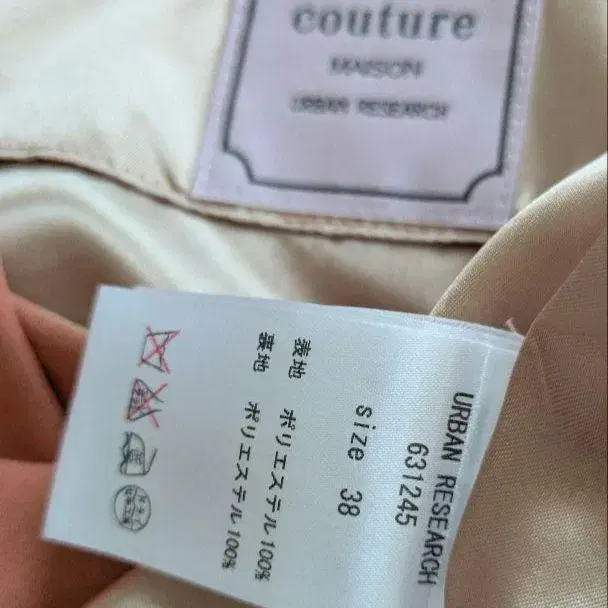 couture
MAISON
URBAN RESEARCH
URBAN RESEARCH
631245
size 38
表地 ポリエステル100%
裏地 ポリエステル100%